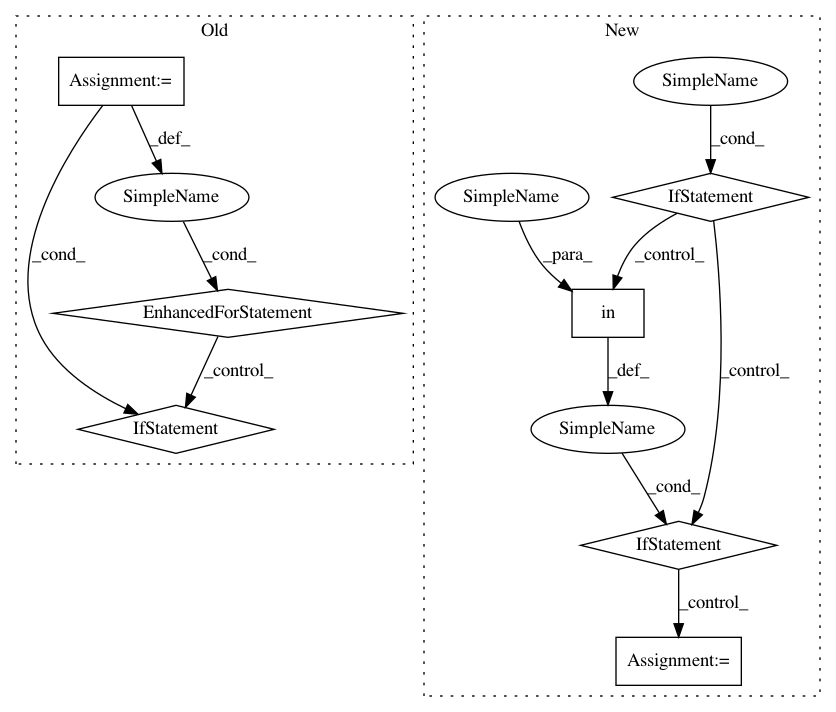 Old
New
Assignment:=
SimpleName
_def_
_cond_
SimpleName
SimpleName
IfStatement
_cond_
_cond_
_para_
_control_
EnhancedForStatement
in
_control_
_def_
_control_
IfStatement
SimpleName
_cond_
IfStatement
_control_
Assignment:=